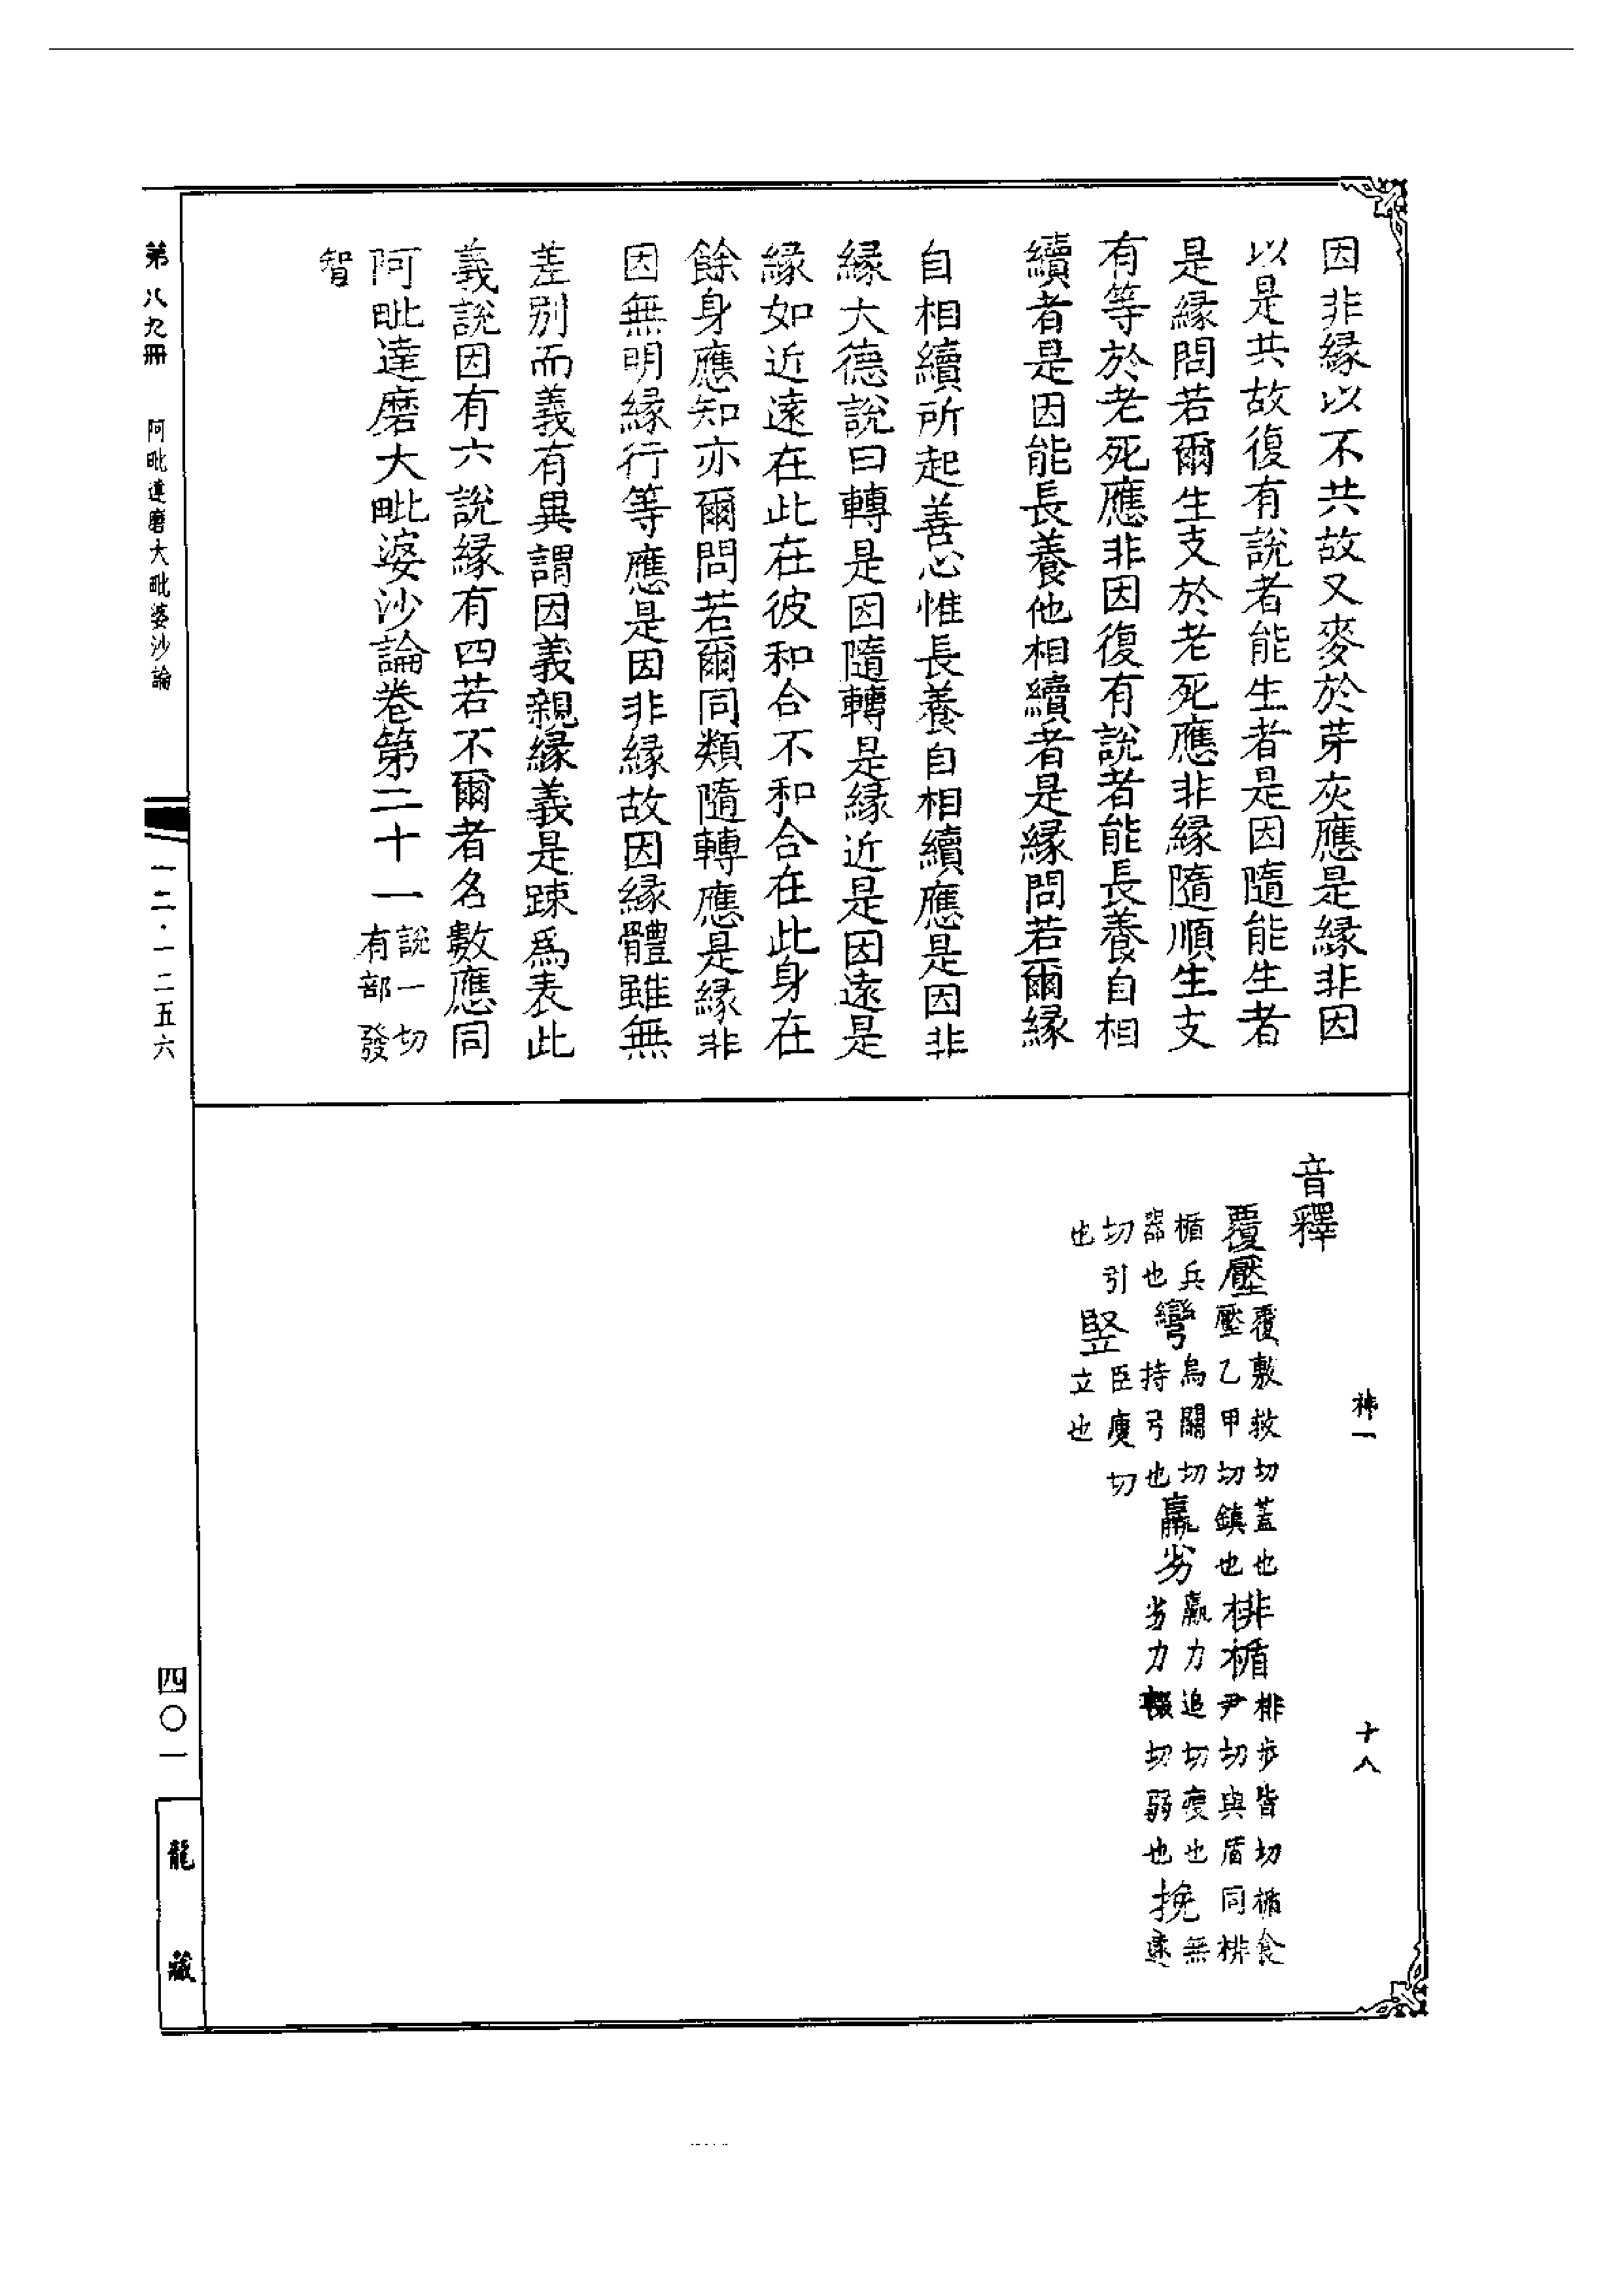 因非緣以不共故又麥於芽灰應是緣非因
以是共故復有說者能生者是因隨能生者
是緣問若爾生支於老死應非緣隨順生支
有等於老死應非因復有說者能長養自相
續者是因能長養他相續者是緣問若爾緣
自相續所起善心惟長養自相續應是因非
緣大德說曰轉是因隨轉是緣近是因遠是
緣如近遠在此在彼和合不和合在此身在
餘身應知亦爾問若爾同類隨轉應是緣非
因無明緣行等應是因非緣故因緣體雖無
差別而義有異謂因義親緣義是踈爲表此
義說因有六說緣有四若不爾者名數應同
阿毗達磨大毗婆沙論卷第二十一說一切有部發
智
音釋
覆壓覆敷救切蓋也壓乙甲切鎮也棑楯棑步皆切楯食尹切與盾同棑
楯兵器也彎烏關切持弓也羸劣羸力追切瘦也劣力輟切弱也挽無遠
切引也竪臣庾切立也
神一
十八
第八九冊
阿毗達磨大毗婆沙論
一二·一二五六
四〇一
龍藏